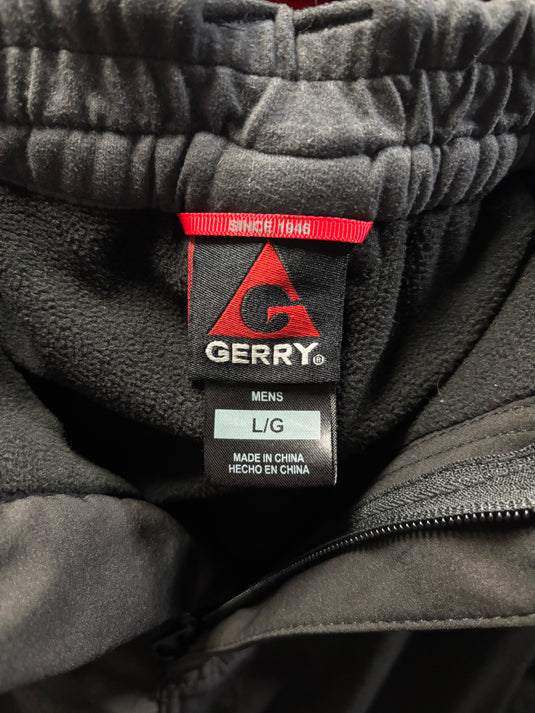 SINCE 1946
GERRY®
MENS
L/G
MADE IN CHINA
HECHO EN CHINA